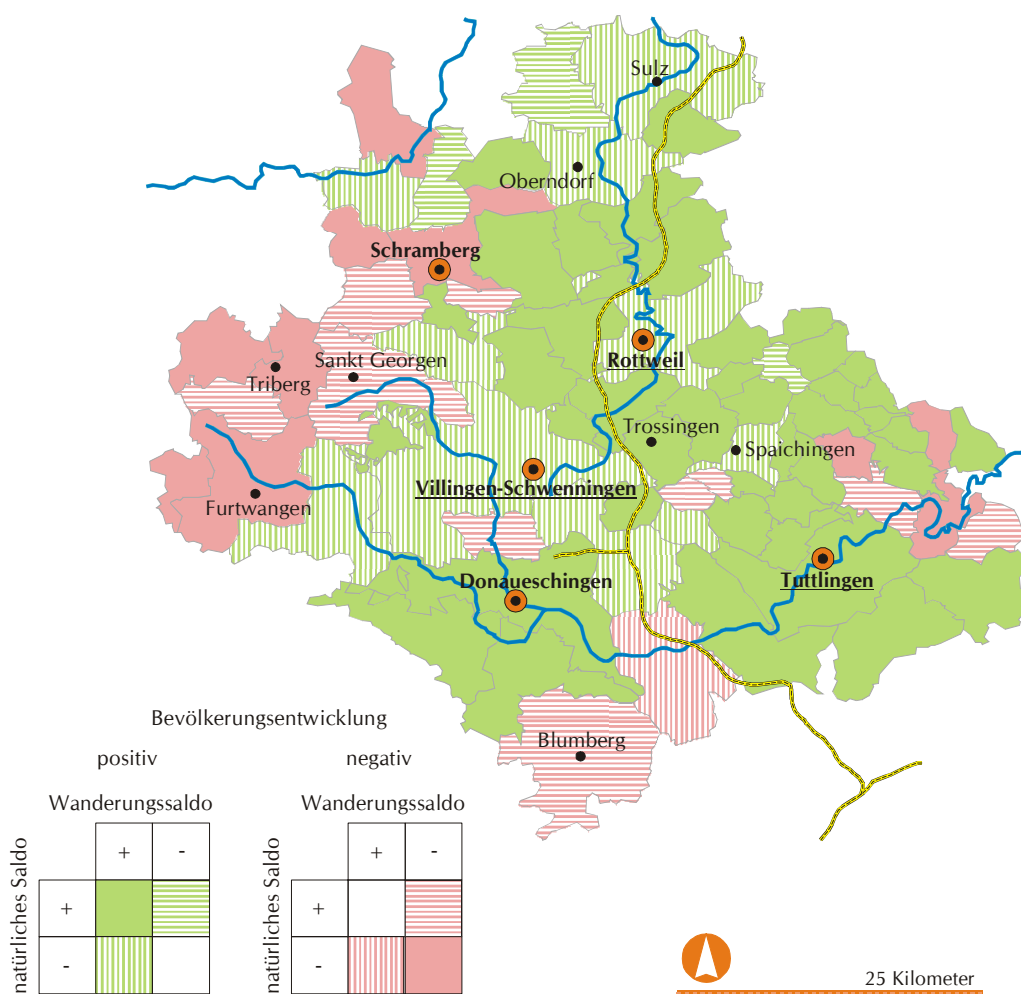 Sulz
Oberndorf
Schramberg
Rottweil
Sankt Georgen
Triberg
Trossingen
Spaichingen
Villingen-Schwenningen
Furtwangen
Tuttlingen
Donaueschingen
Blumberg
Bevölkerungsentwicklung
positiv
negativ
Wanderungssaldo
Wanderungssaldo
natürliches Saldo
+ -
+
-
natürliches Saldo
+ -
+
-
25 Kilometer